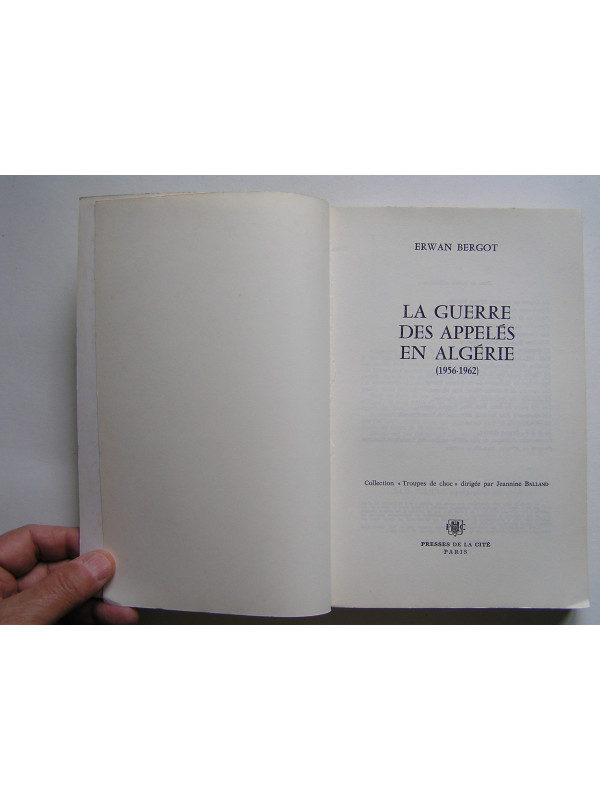 ERWAN BERGOT
LA GUERRE
DES APPELÉS
EN ALGÉRIE
(1956-1962)
Collection « Troupes de choc » dirigée par Jeannine BALLAND
PRESSES DE LA CITÉ
PARIS